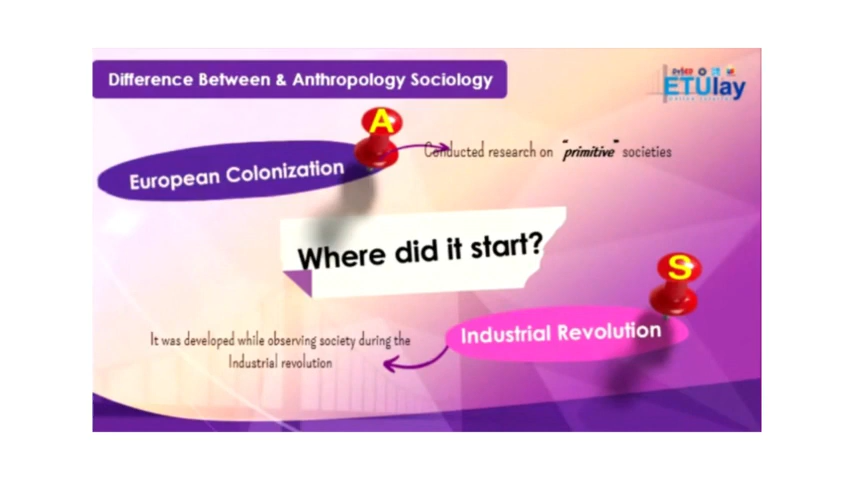 Difference Between & Anthropology Sociology
DepED
ETUlay
A
European Colonization
Conducted research on "primitive" societies
Where did it start?
S
Industrial Revolution
It was developed while observing society during the
Industrial revolution